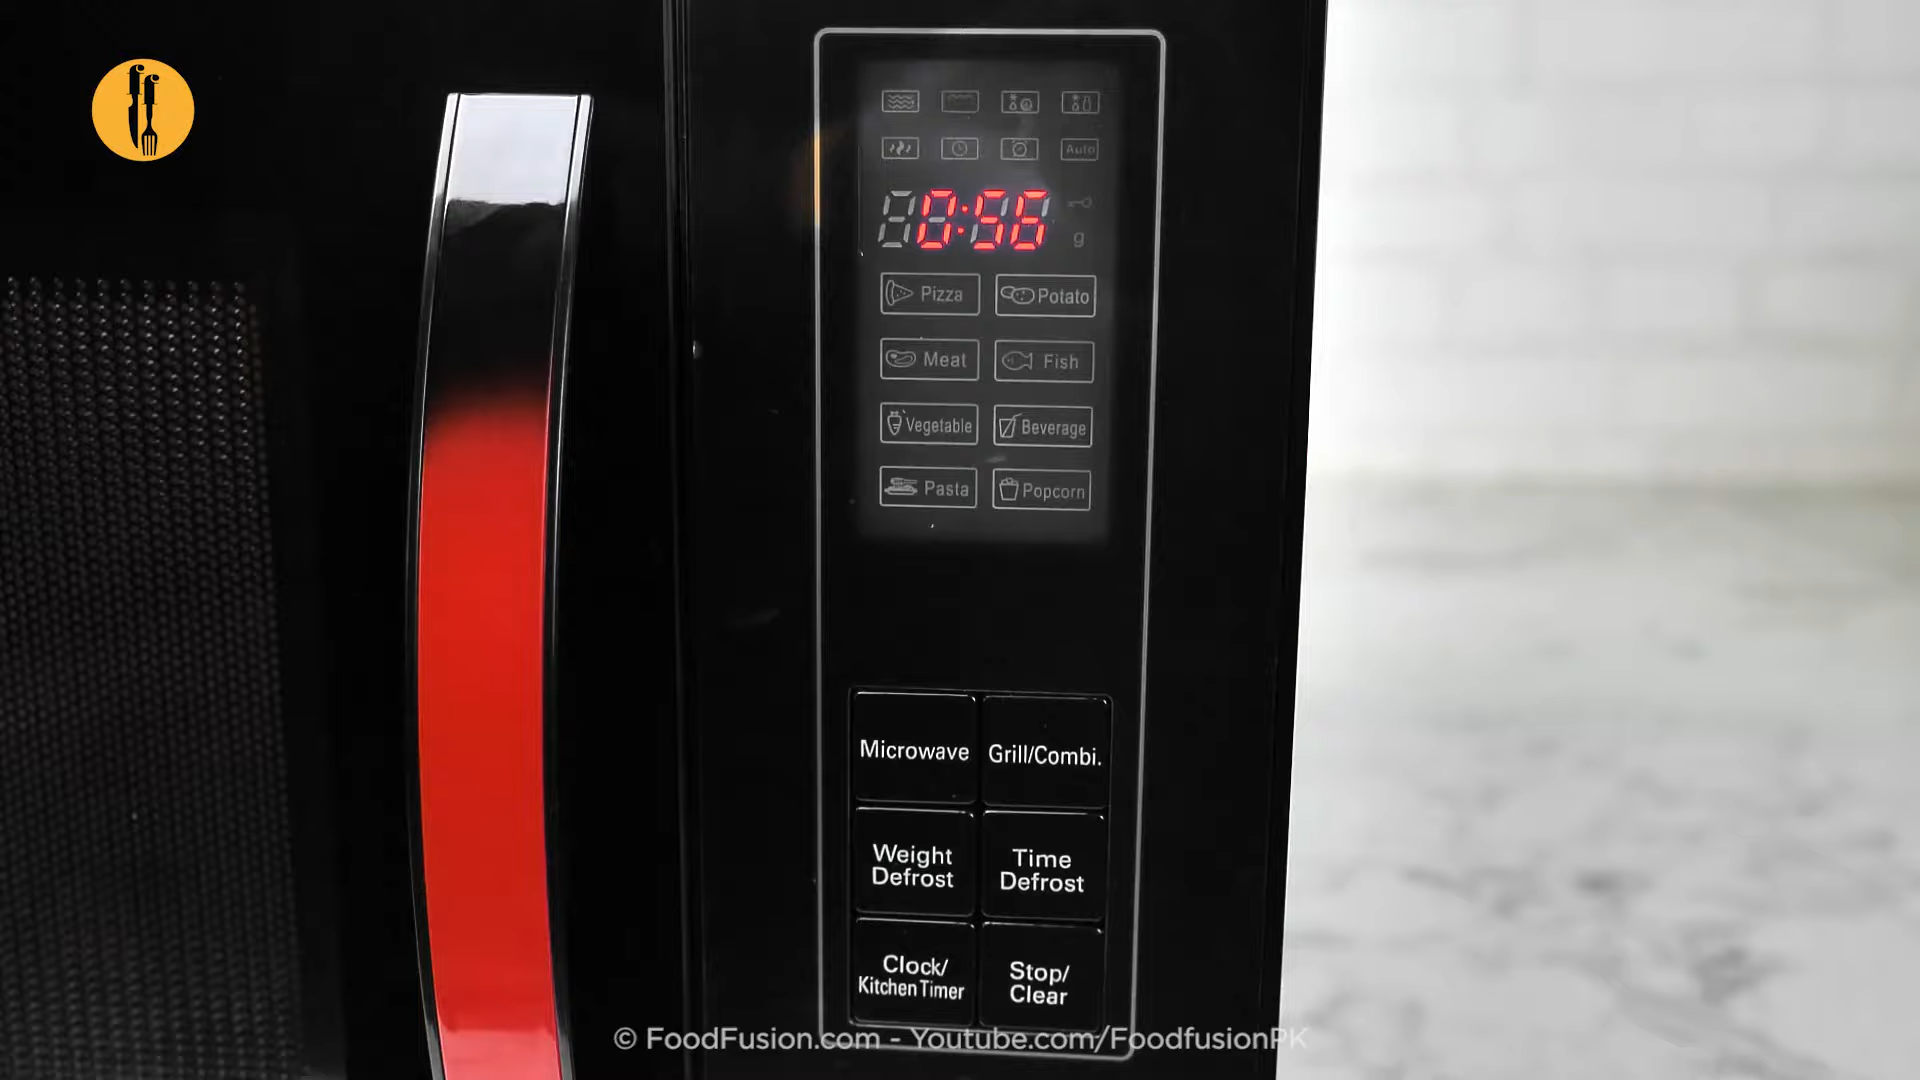 Auto
0:56
g
Pizza
Potato
Meat
Fish
Vegetable
Beverage
Pasta
Popcorn
Microwave
Grill/Combi.
Weight
Defrost
Time
Defrost
Clock/
Kitchen Timer
Stop/
Clear
© FoodFusion.com - Youtube.com/FoodfusionPK